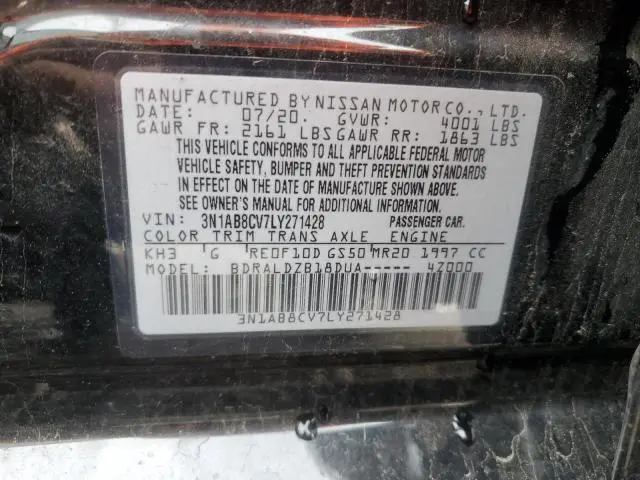 MANUFACTURED BY NISSAN MOTOR CO., LTD.
DATE: 07/20. GVWR: 4001 LBS
GAWR FR: 2161 LBS GAWR RR: 1863 LBS
THIS VEHICLE CONFORMS TO ALL APPLICABLE FEDERAL MOTOR
VEHICLE SAFETY, BUMPER AND THEFT PREVENTION STANDARDS
IN EFFECT ON THE DATE OF MANUFACTURE SHOWN ABOVE.
SEE OWNER'S MANUAL FOR ADDITIONAL INFORMATION.
VIN: 3N1AB8CV7LY271428 PASSENGER CAR.
COLOR TRIM TRANS AXLE ENGINE
KH3 G RE0F10D GS50 MR20 1997 CC
MODEL: BDRALDZB18DUA----- 4Z000
3N1AB8CV7LY271428